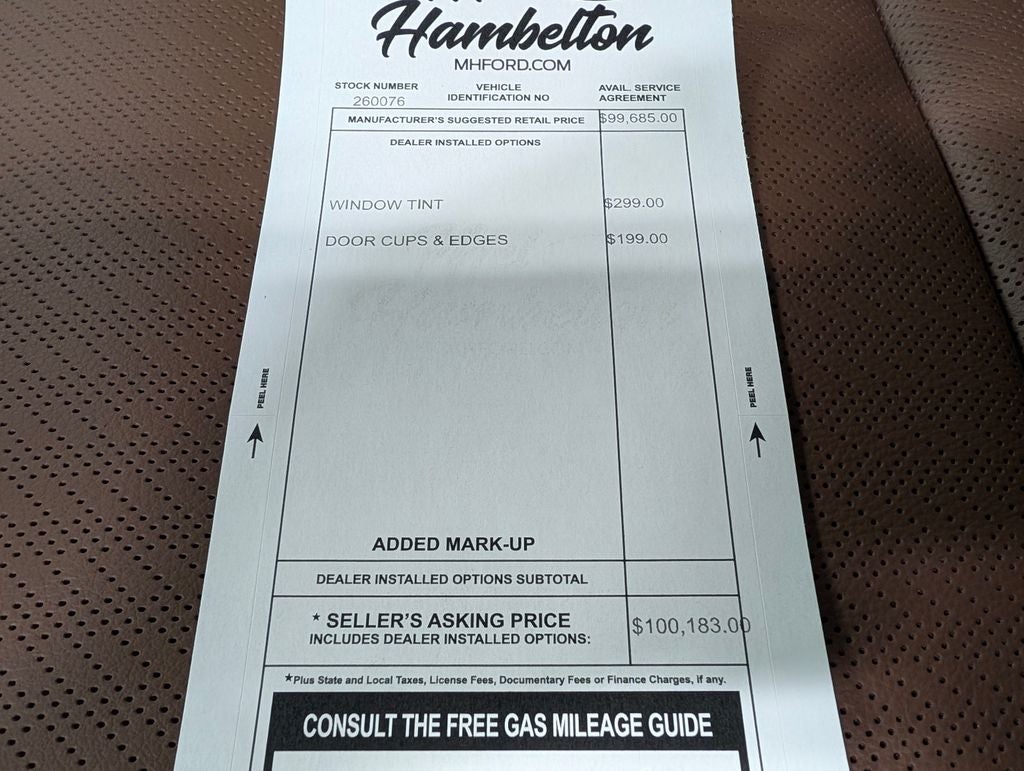 Hambelton
MHFORD.COM
STOCK NUMBER
260076
VEHICLE
IDENTIFICATION NO
AVAIL. SERVICE
AGREEMENT
MANUFACTURER'S SUGGESTED RETAIL PRICE $99,685.00
DEALER INSTALLED OPTIONS
WINDOW TINT $299.00
DOOR CUPS & EDGES $199.00
PEEL HERE
PEEL HERE
ADDED MARK-UP
DEALER INSTALLED OPTIONS SUBTOTAL
★ SELLER'S ASKING PRICE
INCLUDES DEALER INSTALLED OPTIONS:
$100,183.00
★Plus State and Local Taxes, License Fees, Documentary Fees or Finance Charges, if any.
CONSULT THE FREE GAS MILEAGE GUIDE